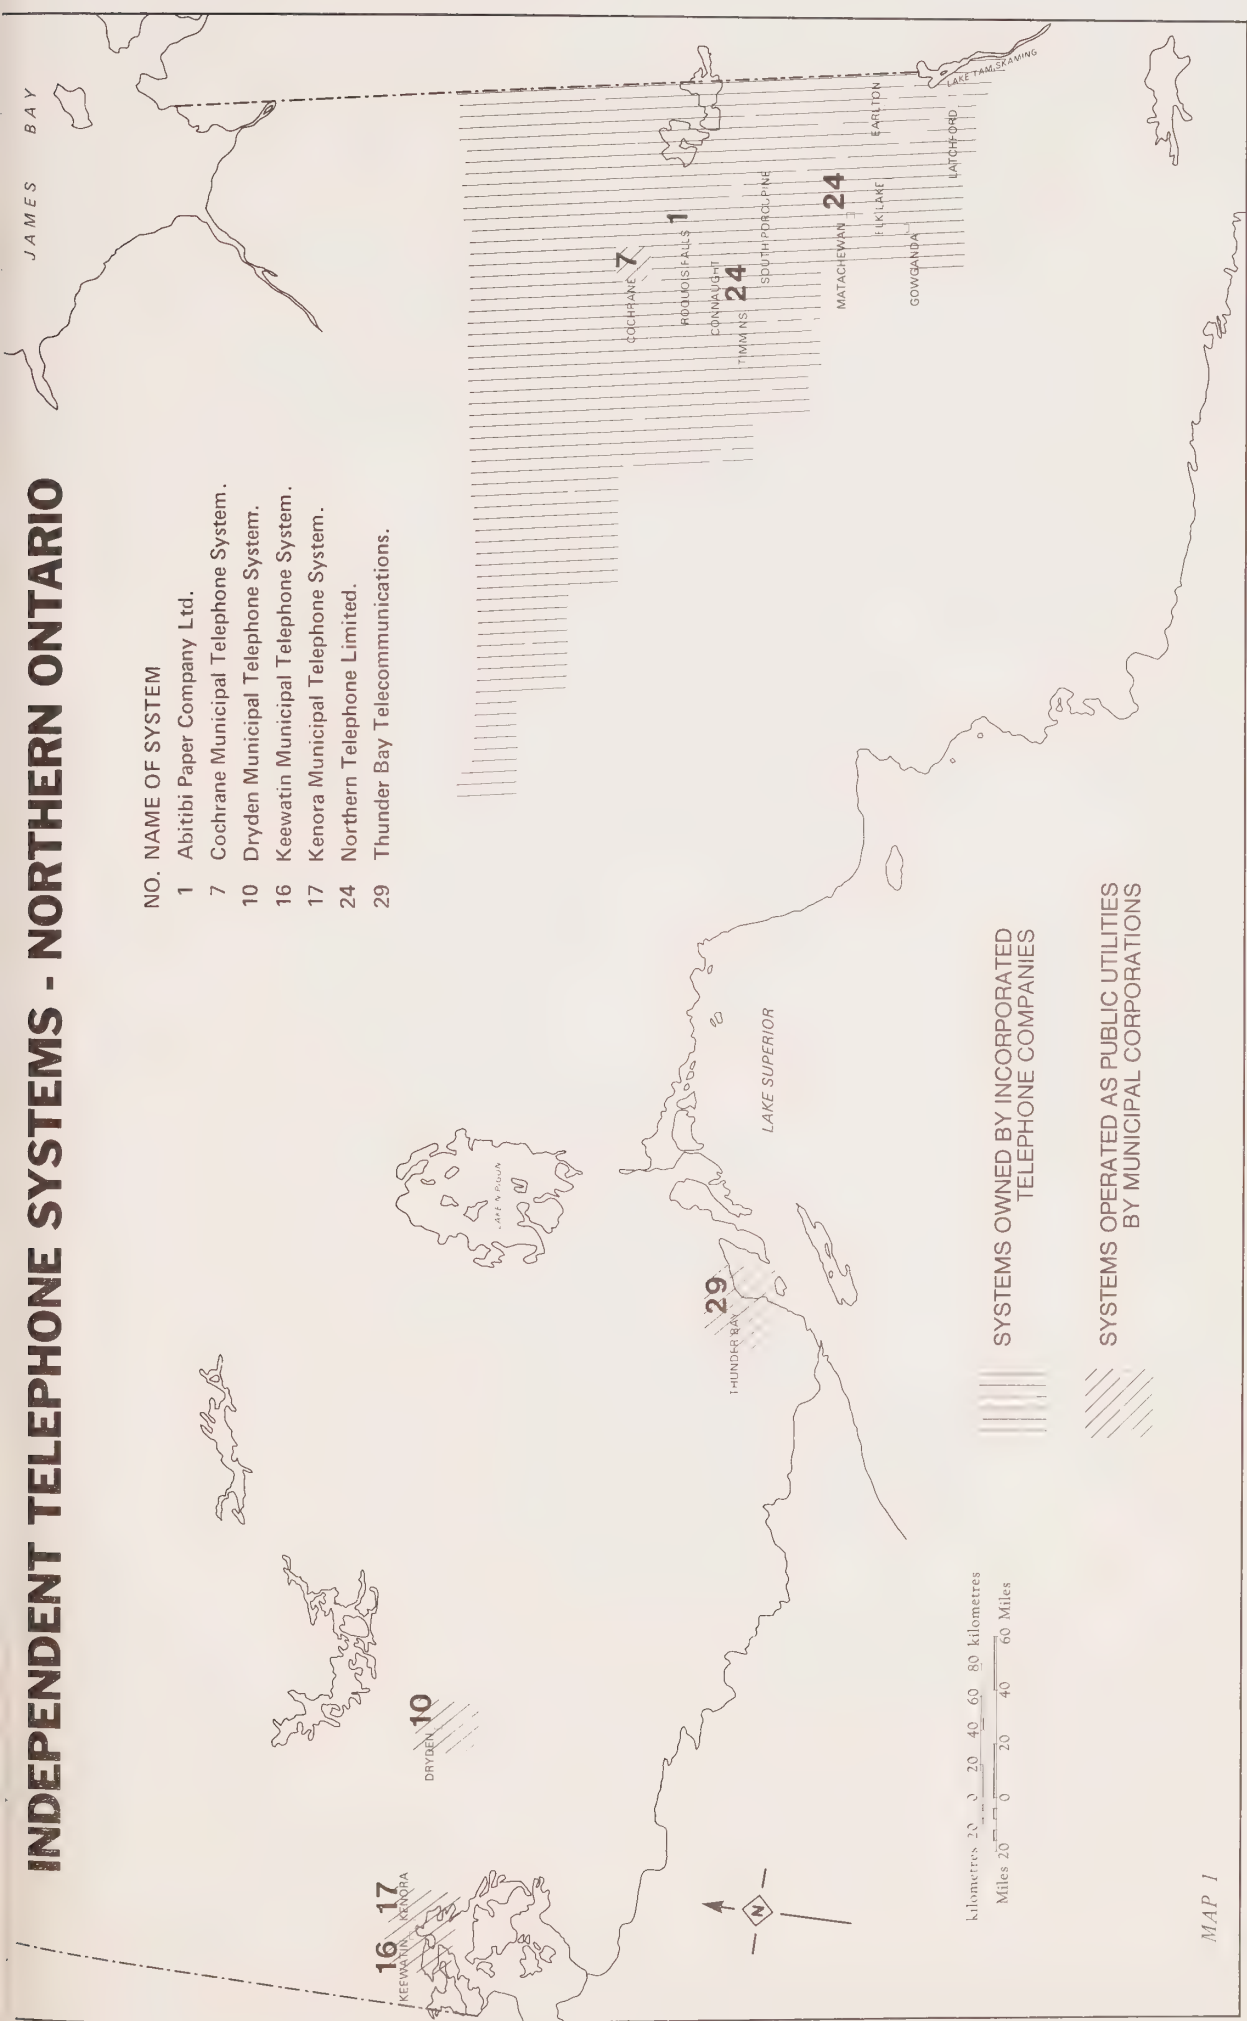 INDEPENDENT TELEPHONE SYSTEMS - NORTHERN ONTARIO
JAMES BAY
NO. NAME OF SYSTEM
1 Abitibi Paper Company Ltd.
7 Cochrane Municipal Telephone System.
10 Dryden Municipal Telephone System.
16 Keewatin Municipal Telephone System.
17 Kenora Municipal Telephone System.
24 Northern Telephone Limited.
29 Thunder Bay Telecommunications.
16 17
KEEWATIN KENORA
10
DRYDEN
LAKE NIPIGON
29
THUNDER BAY
LAKE SUPERIOR
7
COCHRANE
1
ROQUOIS FALLS
CONNAUGHT
24
TIMMINS
SOUTH PORCUPINE
24
MATACHEWAN
EARLTON
ELK LAKE
GOWGANDA
LATCHFORD
LAKE TAMISKAMING
N
kilometres 20 0 20 40 60 80 kilometres
Miles 20 0 20 40 60 Miles
SYSTEMS OWNED BY INCORPORATED
TELEPHONE COMPANIES
SYSTEMS OPERATED AS PUBLIC UTILITIES
BY MUNICIPAL CORPORATIONS
MAP 1